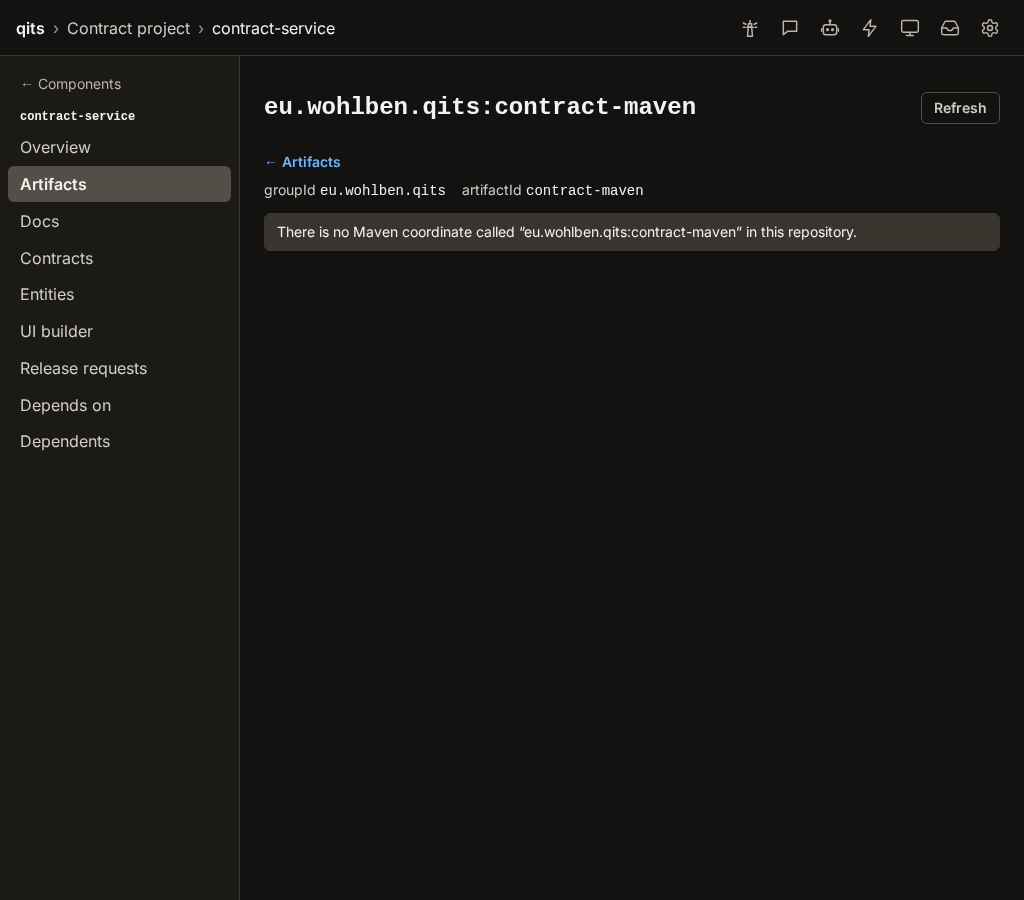 qits › Contract project › contract-service
← Components
contract-service
Overview
Artifacts
Docs
Contracts
Entities
UI builder
Release requests
Depends on
Dependents
eu.wohlben.qits:contract-maven
Refresh
← Artifacts
groupId eu.wohlben.qits artifactId contract-maven
There is no Maven coordinate called “eu.wohlben.qits:contract-maven” in this repository.